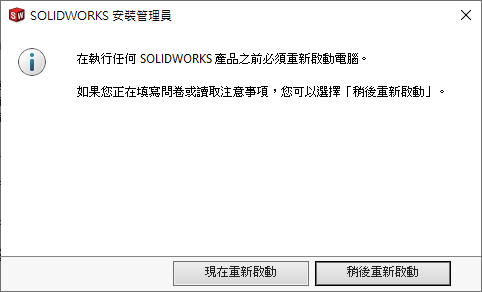 SW SOLIDWORKS 安裝管理員
在執行任何 SOLIDWORKS 產品之前必須重新啟動電腦。
如果您正在填寫問卷或讀取注意事項，您可以選擇「稍後重新啟動」。
現在重新啟動
稍後重新啟動